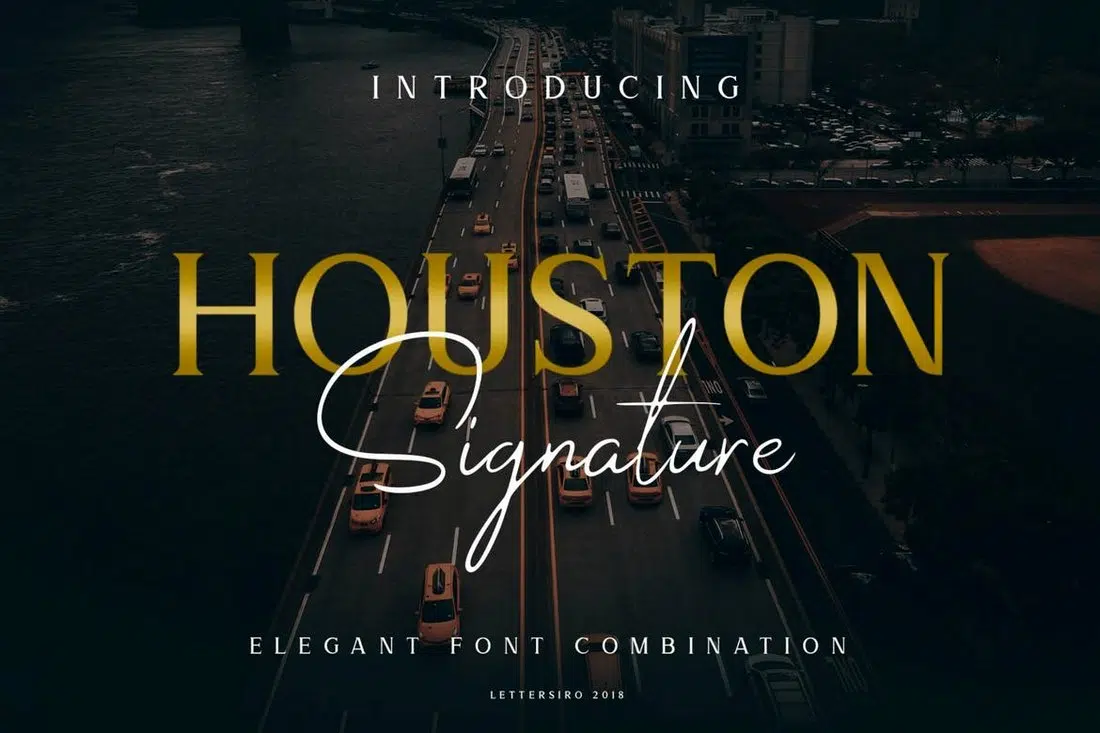 INTRODUCING
HOUSTON
Signature
ELEGANT FONT COMBINATION
LETTERSIRO 2018